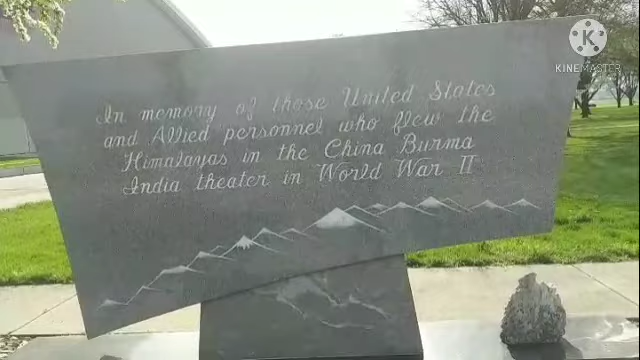 KINEMASTER
In memory of those United States
and Allied personnel who flew the
Himalayas in the China Burma
India theater in World War II